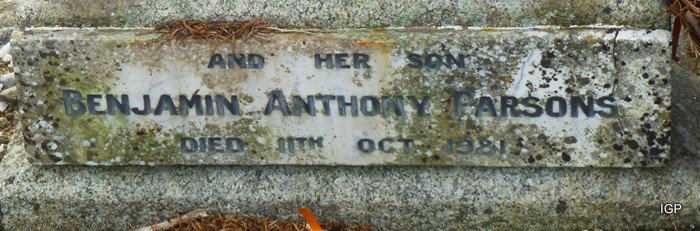 AND HER SON
BENJAMIN ANTHONY PARSONS
DIED 11TH OCT 1981
IGP